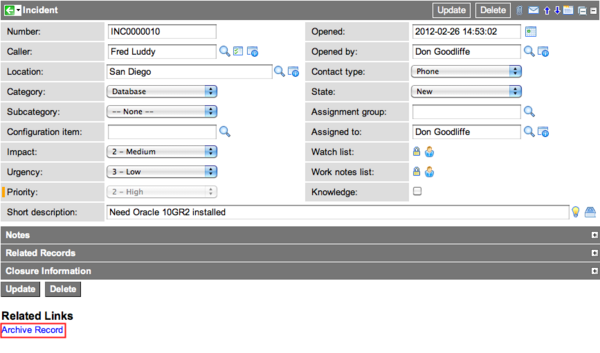 Incident Update Delete
Number: INC0000010 Opened: 2012-02-26 14:53:02
Caller: Fred Luddy Opened by: Don Goodliffe
Location: San Diego Contact type: Phone
Category: Database State: New
Subcategory: -- None -- Assignment group:
Configuration item: Assigned to: Don Goodliffe
Impact: 2 - Medium Watch list:
Urgency: 3 - Low Work notes list:
Priority: 2 - High Knowledge:
Short description: Need Oracle 10GR2 installed
Notes
Related Records
Closure Information
Update Delete
Related Links
Archive Record